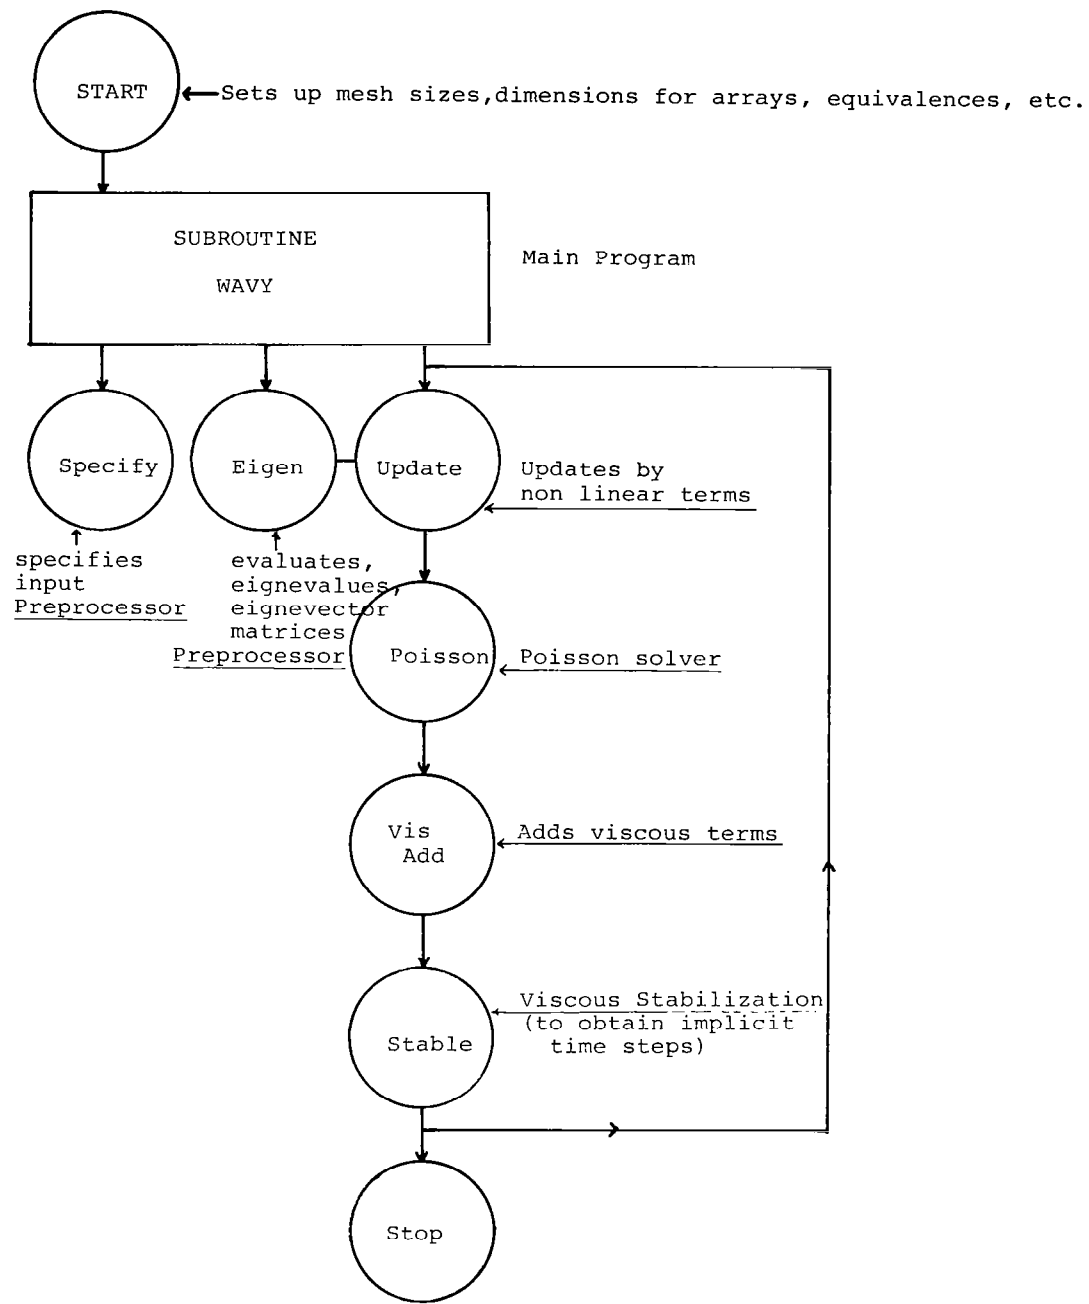 START
Sets up mesh sizes,dimensions for arrays, equivalences, etc.
SUBROUTINE
WAVY
Main Program
Specify
Eigen
Update
Updates by
non linear terms
specifies
input
Preprocessor
evaluates,
eignevalues,
eignevector
matrices
Preprocessor
Poisson
Poisson solver
Vis
Add
Adds viscous terms
Stable
Viscous Stabilization
(to obtain implicit
time steps)
Stop